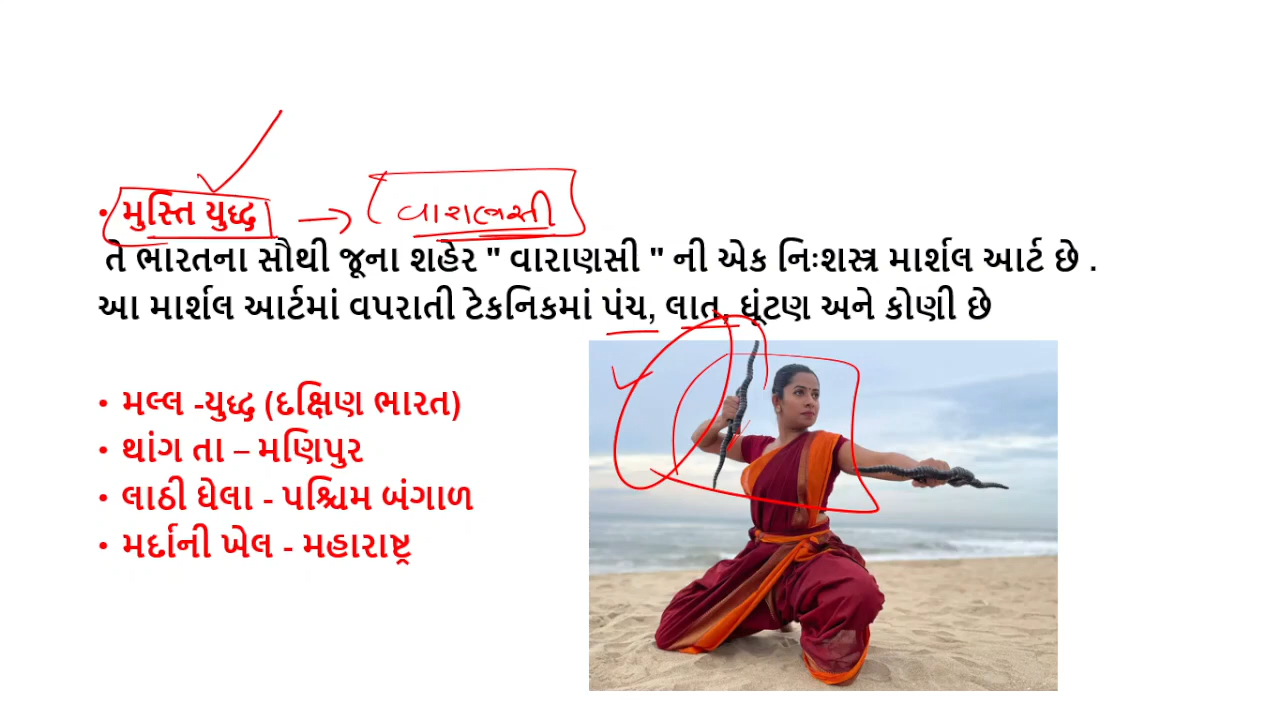 • મુસ્તિ યુદ્ધ → વારાણસી
તે ભારતના સૌથી જૂના શહેર " વારાણસી " ની એક નિઃશસ્ત્ર માર્શલ આર્ટ છે .
આ માર્શલ આર્ટમાં વપરાતી ટેકનિકમાં પંચ, લાત, ઘૂંટણ અને કોણી છે
• મલ્લ -યુદ્ધ (દક્ષિણ ભારત)
• થાંગ તા – મણિપુર
• લાઠી ઘેલા - પશ્ચિમ બંગાળ
• મર્દાની ખેલ - મહારાષ્ટ્ર